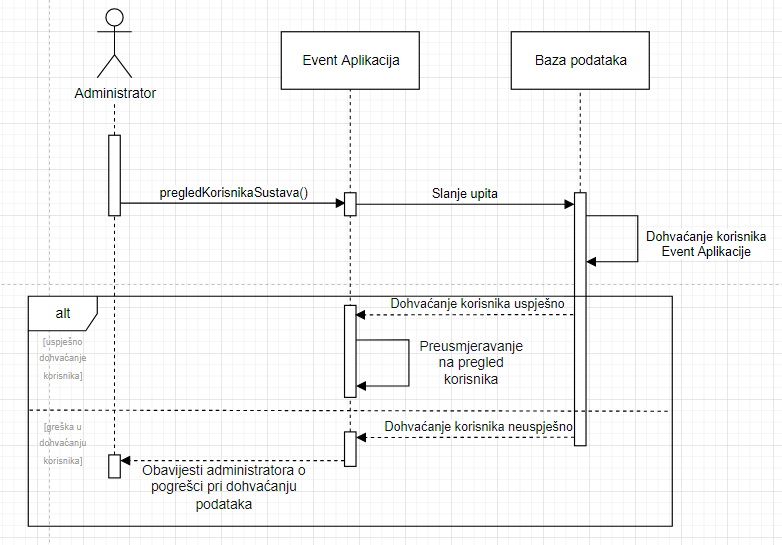 Administrator
Event Aplikacija
Baza podataka
pregledKorisnikaSustava()
Slanje upita
Dohvaćanje korisnika
Event Aplikacije
alt
Dohvaćanje korisnika uspješno
[uspješno
dohvaćanje
korisnika]
Preusmjeravanje
na pregled
korisnika
[greška u
dohvaćanju
korisnika]
Dohvaćanje korisnika neuspješno
Obavijesti administratora o
pogrešci pri dohvaćanju
podataka